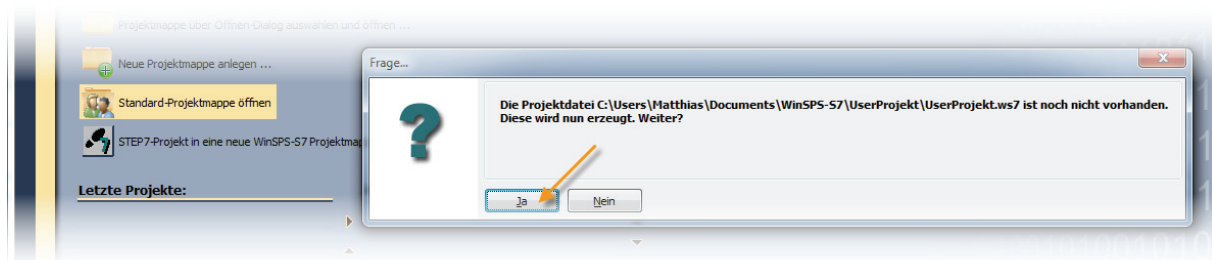 Projektmappe über Öffnen-Dialog auswählen und öffnen ...
Neue Projektmappe anlegen ...
Standard-Projektmappe öffnen
STEP7-Projekt in eine neue WinSPS-S7 Projektmap
Letzte Projekte:
Frage...
Die Projektdatei C:\Users\Matthias\Documents\WinSPS-S7\UserProjekt\UserProjekt.ws7 ist noch nicht vorhanden.
Diese wird nun erzeugt. Weiter?
Ja
Nein